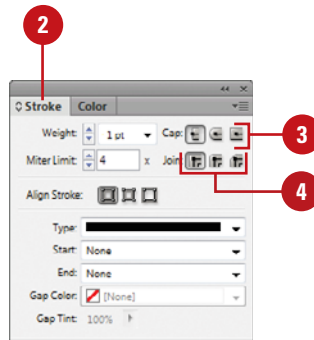 2
Stroke Color
Weight: 1 pt Cap: 3
Miter Limit: 4 x Join:
4
Align Stroke:
Type:
Start: None
End: None
Gap Color: [None]
Gap Tint: 100%